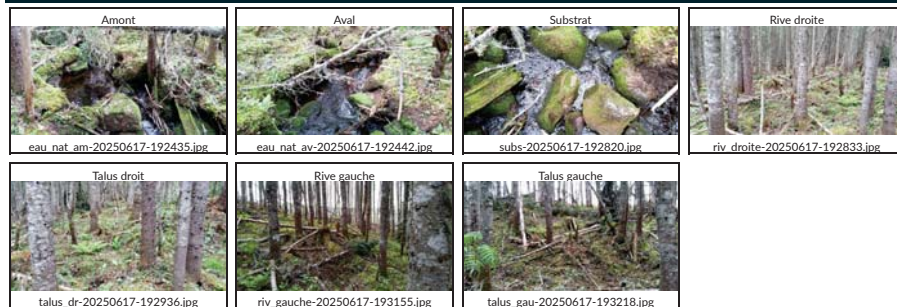 Amont
Aval
Substrat
Rive droite
eau_nat_am-20250617-192435.jpg
eau_nat_av-20250617-192442.jpg
subs-20250617-192820.jpg
riv_droite-20250617-192833.jpg
Talus droit
Rive gauche
Talus gauche
talus_dr-20250617-192936.jpg
riv_gauche-20250617-193155.jpg
talus_gau-20250617-193218.jpg